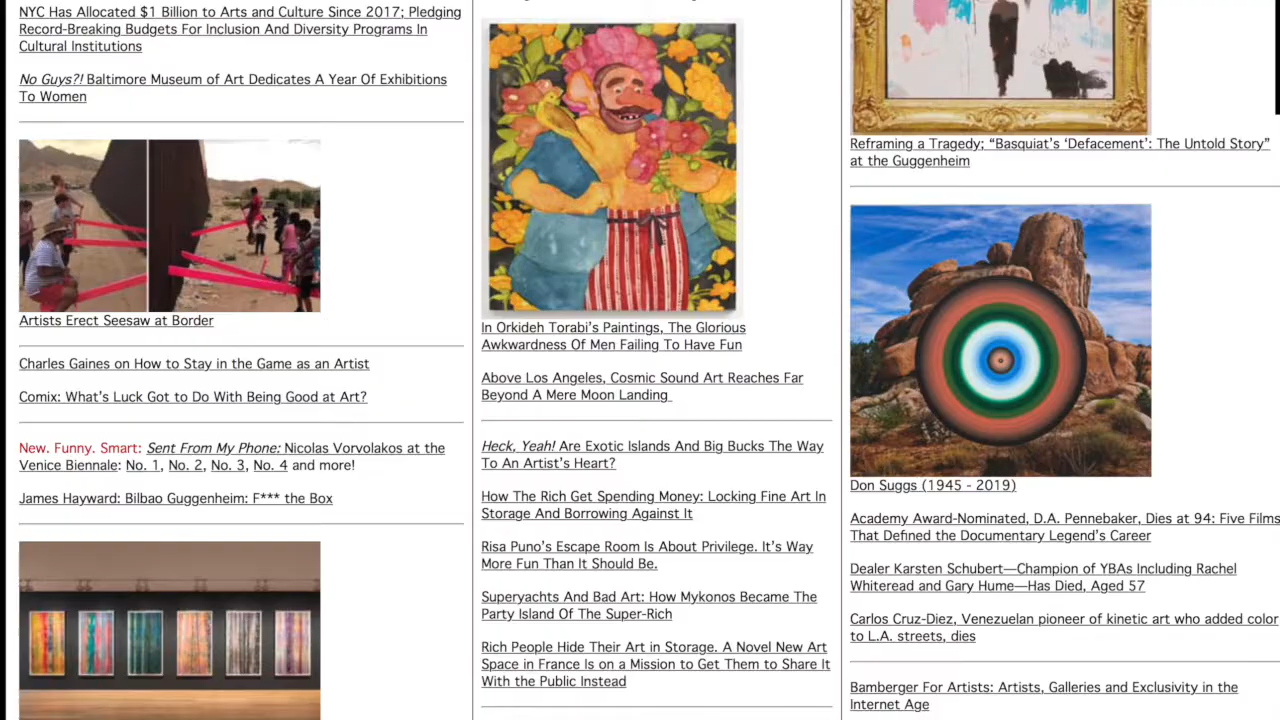 NYC Has Allocated $1 Billion to Arts and Culture Since 2017; Pledging
Record-Breaking Budgets For Inclusion And Diversity Programs In
Cultural Institutions
No Guys?! Baltimore Museum of Art Dedicates A Year Of Exhibitions
To Women
Artists Erect Seesaw at Border
Charles Gaines on How to Stay in the Game as an Artist
Comix: What's Luck Got to Do With Being Good at Art?
New. Funny. Smart: Sent From My Phone: Nicolas Vorvolakos at the
Venice Biennale: No. 1, No. 2, No. 3, No. 4 and more!
James Hayward: Bilbao Guggenheim: F*** the Box
In Orkideh Torabi's Paintings, The Glorious
Awkwardness Of Men Failing To Have Fun
Above Los Angeles, Cosmic Sound Art Reaches Far
Beyond A Mere Moon Landing
Heck, Yeah! Are Exotic Islands And Big Bucks The Way
To An Artist's Heart?
How The Rich Get Spending Money: Locking Fine Art In
Storage And Borrowing Against It
Risa Puno's Escape Room Is About Privilege. It's Way
More Fun Than It Should Be.
Superyachts And Bad Art: How Mykonos Became The
Party Island Of The Super-Rich
Rich People Hide Their Art in Storage. A Novel New Art
Space in France Is on a Mission to Get Them to Share It
With the Public Instead
Reframing a Tragedy; “Basquiat's ‘Defacement’: The Untold Story”
at the Guggenheim
Don Suggs (1945 - 2019)
Academy Award-Nominated, D.A. Pennebaker, Dies at 94: Five Films
That Defined the Documentary Legend's Career
Dealer Karsten Schubert—Champion of YBAs Including Rachel
Whiteread and Gary Hume—Has Died, Aged 57
Carlos Cruz-Diez, Venezuelan pioneer of kinetic art who added color
to L.A. streets, dies
Bamberger For Artists: Artists, Galleries and Exclusivity in the
Internet Age